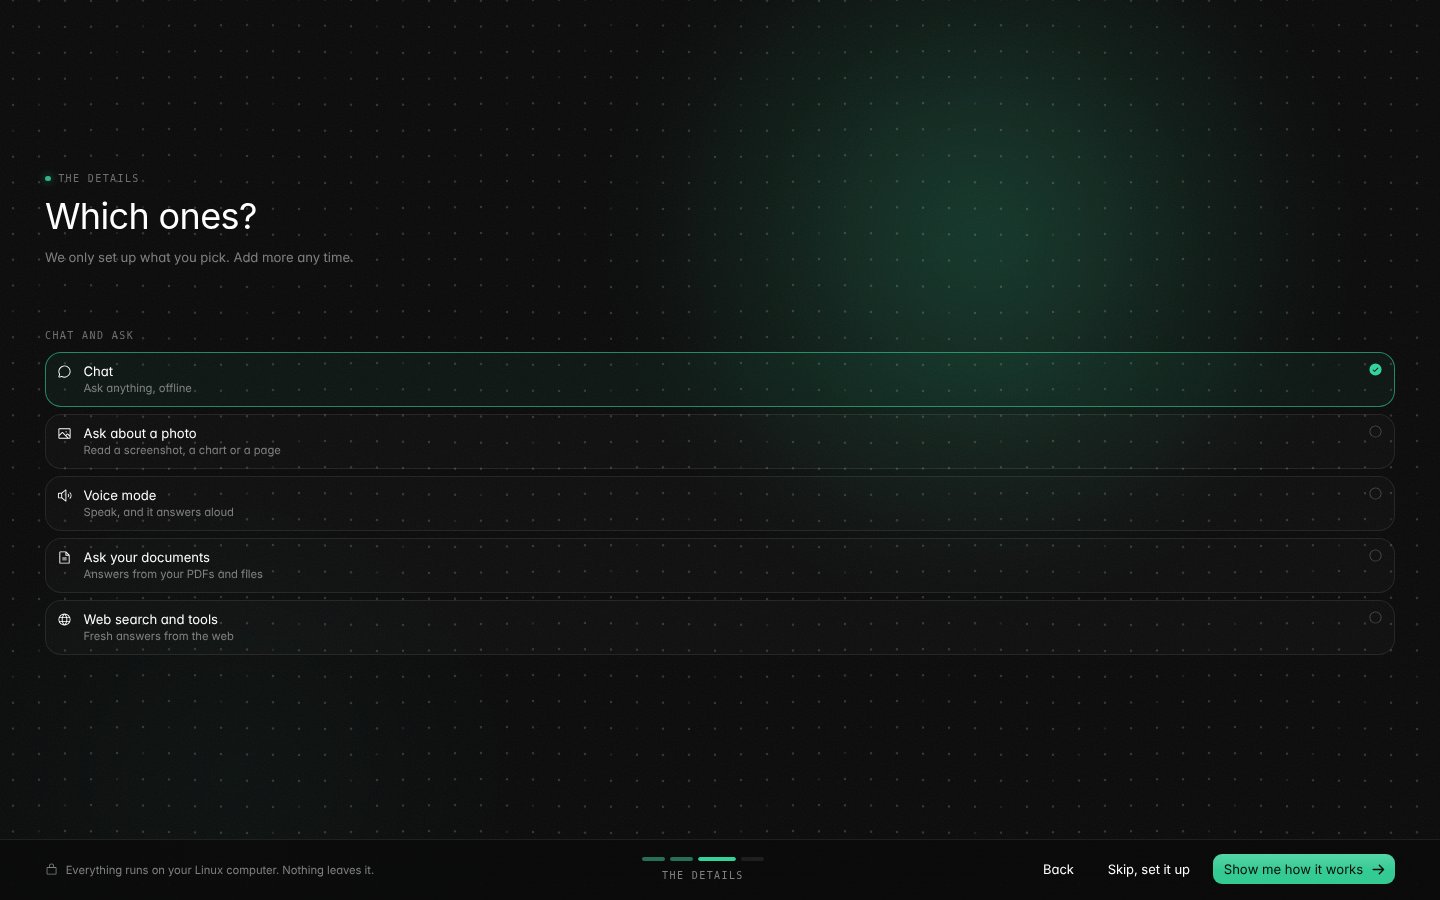 THE DETAILS
Which ones?
We only set up what you pick. Add more any time.
CHAT AND ASK
Chat
Ask anything, offline
Ask about a photo
Read a screenshot, a chart or a page
Voice mode
Speak, and it answers aloud
Ask your documents
Answers from your PDFs and files
Web search and tools
Fresh answers from the web
Everything runs on your Linux computer. Nothing leaves it.
THE DETAILS
Back
Skip, set it up
Show me how it works